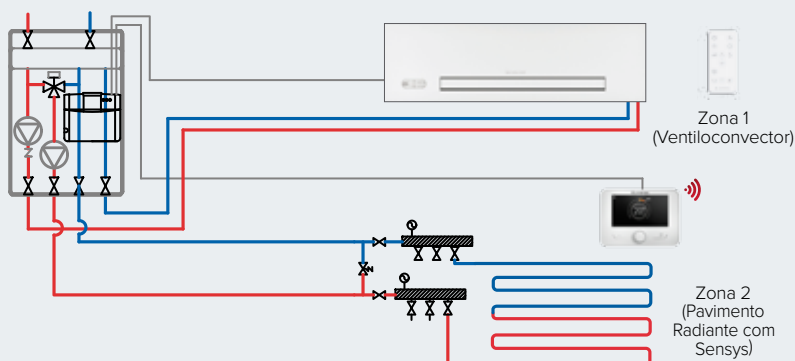 Zona 1
(Ventiloconvector)
Zona 2
(Pavimento
Radiante com
Sensys)